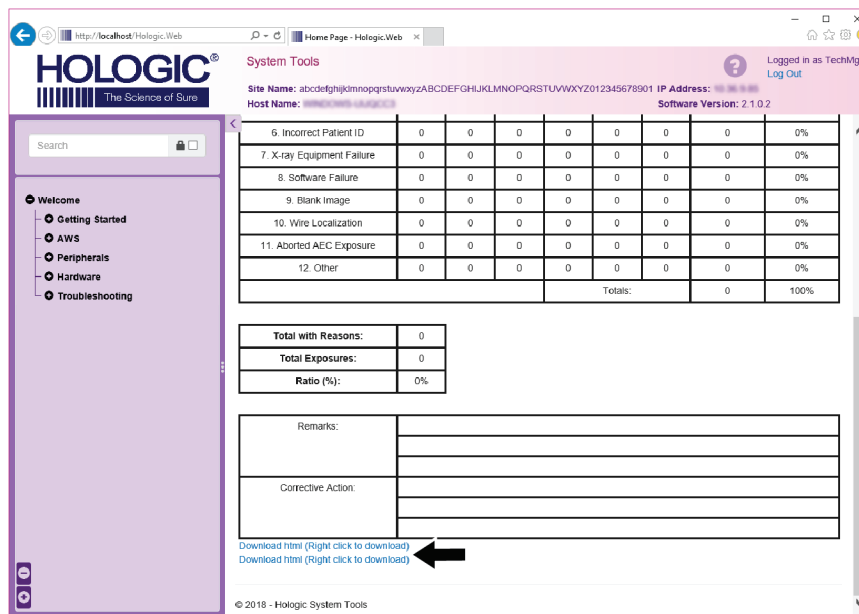 http://localhost/Hologic.Web
Home Page - Hologic.Web
HOLOGIC®
The Science of Sure
System Tools
Logged in as TechMg
Log Out
Site Name: abcdefghijklmnopqrstuvwxyzABCDEFGHIJKLMNOPQRSTUVWXYZ012345678901 IP Address:
Host Name:
Software Version: 2.1.0.2
Search
Welcome
Getting Started
AWS
Peripherals
Hardware
Troubleshooting
6. Incorrect Patient ID 0 0 0 0 0 0 0 0%
7. X-ray Equipment Failure 0 0 0 0 0 0 0 0%
8. Software Failure 0 0 0 0 0 0 0 0%
9. Blank Image 0 0 0 0 0 0 0 0%
10. Wire Localization 0 0 0 0 0 0 0 0%
11. Aborted AEC Exposure 0 0 0 0 0 0 0 0%
12. Other 0 0 0 0 0 0 0 0%
Totals: 0 100%
Total with Reasons: 0
Total Exposures: 0
Ratio (%): 0%
Remarks:
Corrective Action:
Download html (Right click to download)
Download html (Right click to download)
© 2018 - Hologic System Tools